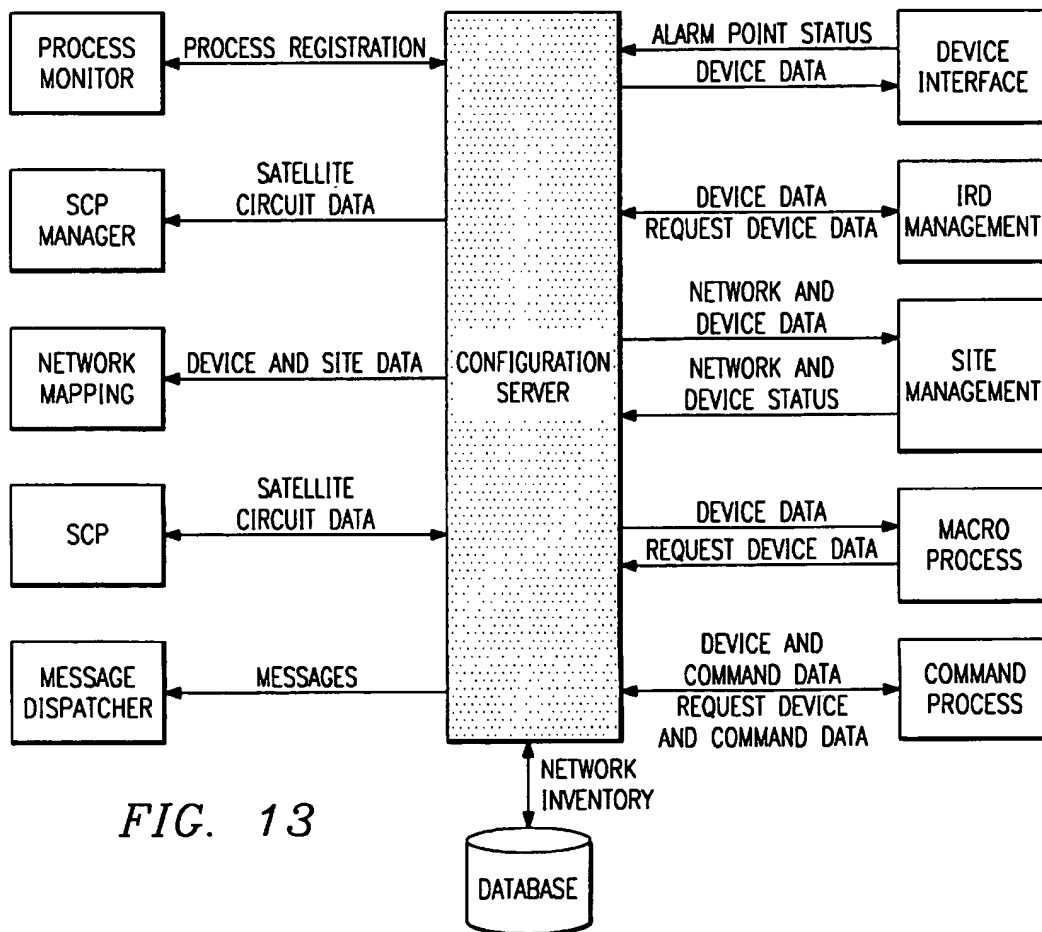 PROCESS
MONITOR
PROCESS REGISTRATION
SCP
MANAGER
SATELLITE
CIRCUIT DATA
NETWORK
MAPPING
DEVICE AND SITE DATA
SCP
SATELLITE
CIRCUIT DATA
MESSAGE
DISPATCHER
MESSAGES
CONFIGURATION
SERVER
ALARM POINT STATUS
DEVICE DATA
DEVICE
INTERFACE
DEVICE DATA
REQUEST DEVICE DATA
IRD
MANAGEMENT
NETWORK AND
DEVICE DATA
NETWORK AND
DEVICE STATUS
SITE
MANAGEMENT
DEVICE DATA
REQUEST DEVICE DATA
MACRO
PROCESS
DEVICE AND
COMMAND DATA
REQUEST DEVICE
AND COMMAND DATA
COMMAND
PROCESS
NETWORK
INVENTORY
DATABASE
FIG. 13